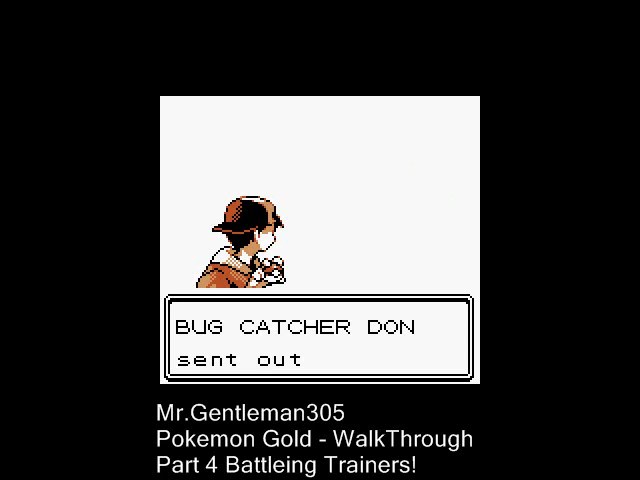 BUG CATCHER DON
sent out
Mr.Gentleman305
Pokemon Gold - WalkThrough
Part 4 Battleing Trainers!